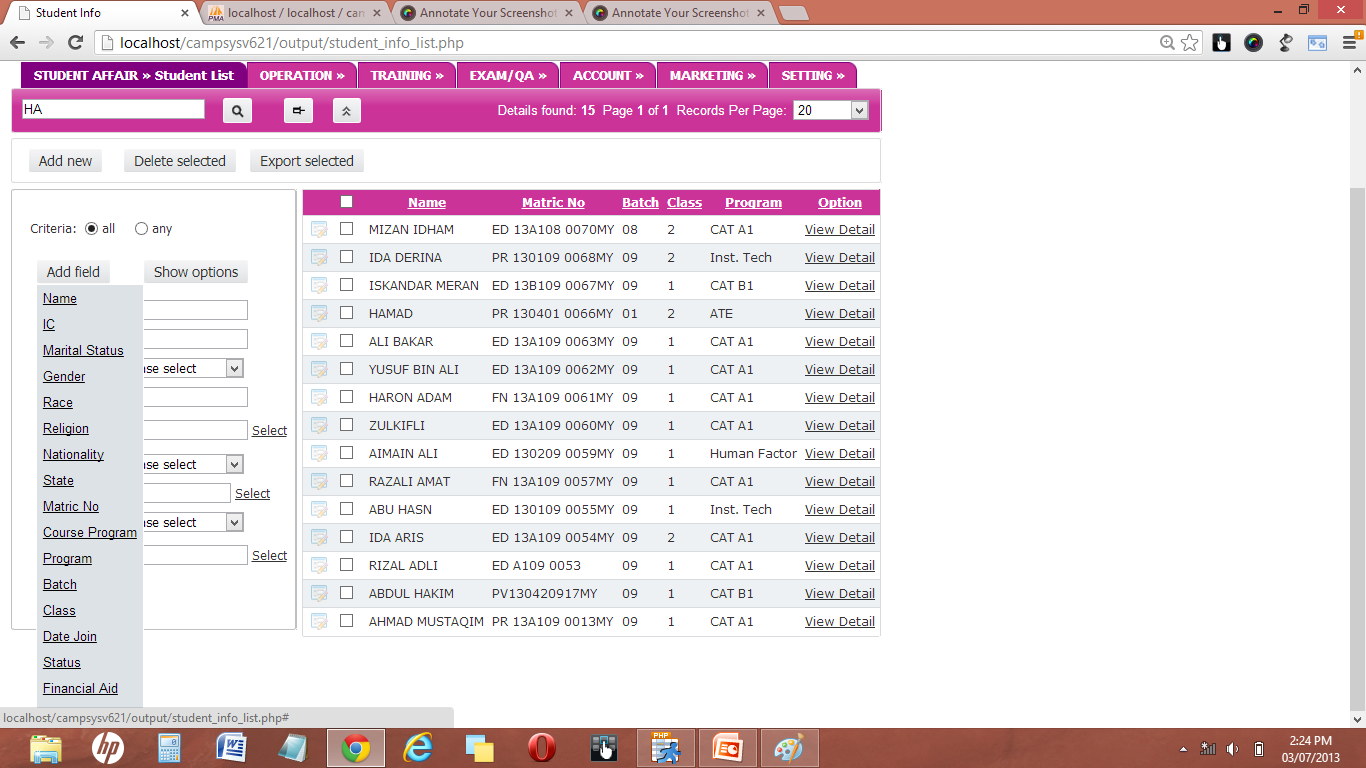 Student Info
localhost / localhost / can
Annotate Your Screenshot
Annotate Your Screenshot
localhost/campsysv621/output/student_info_list.php
STUDENT AFFAIR » Student List OPERATION » TRAINING » EXAM/QA » ACCOUNT » MARKETING » SETTING »
HA Details found: 15 Page 1 of 1 Records Per Page: 20
Add new Delete selected Export selected
Criteria: all any
Add field Show options
Name
IC
Marital Status
Gender
Race
Religion
Nationality
State
Matric No
Course Program
Program
Batch
Class
Date Join
Status
Financial Aid
select
Select
select
Select
select
Select
Name Matric No Batch Class Program Option
MIZAN IDHAM ED 13A108 0070MY 08 2 CAT A1 View Detail
IDA DERINA PR 130109 0068MY 09 2 Inst. Tech View Detail
ISKANDAR MERAN ED 13B109 0067MY 09 1 CAT B1 View Detail
HAMAD PR 130401 0066MY 01 2 ATE View Detail
ALI BAKAR ED 13A109 0063MY 09 1 CAT A1 View Detail
YUSUF BIN ALI ED 13A109 0062MY 09 1 CAT A1 View Detail
HARON ADAM FN 13A109 0061MY 09 1 CAT A1 View Detail
ZULKIFLI ED 13A109 0060MY 09 1 CAT A1 View Detail
AIMAIN ALI ED 130209 0059MY 09 1 Human Factor View Detail
RAZALI AMAT FN 13A109 0057MY 09 1 CAT A1 View Detail
ABU HASN ED 130109 0055MY 09 1 Inst. Tech View Detail
IDA ARIS ED 13A109 0054MY 09 2 CAT A1 View Detail
RIZAL ADLI ED A109 0053 09 1 CAT A1 View Detail
ABDUL HAKIM PV130420917MY 09 1 CAT B1 View Detail
AHMAD MUSTAQIM PR 13A109 0013MY 09 1 CAT A1 View Detail
localhost/campsysv621/output/student_info_list.php#
2:24 PM
03/07/2013